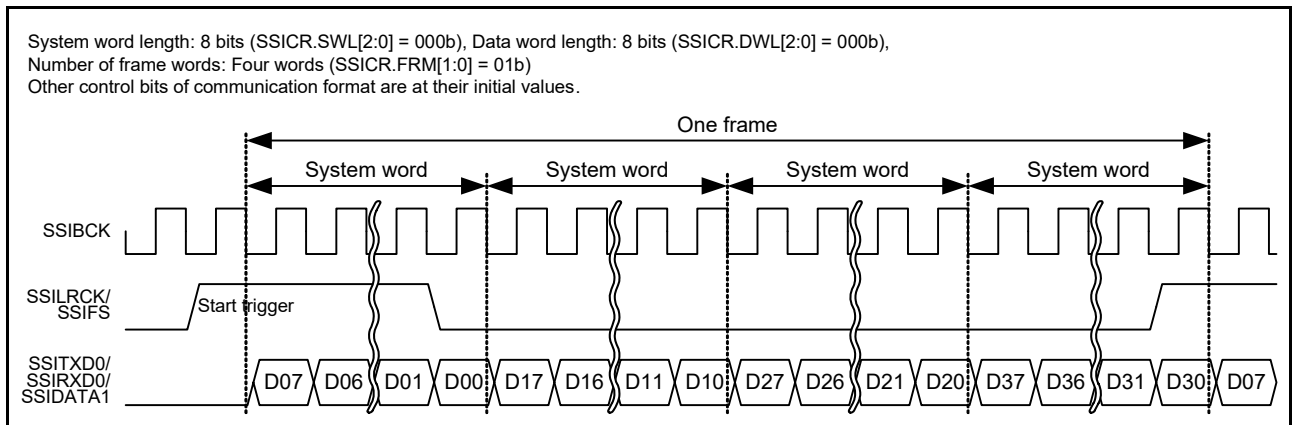 System word length: 8 bits (SSICR.SWL[2:0] = 000b), Data word length: 8 bits (SSICR.DWL[2:0] = 000b),
Number of frame words: Four words (SSICR.FRM[1:0] = 01b)
Other control bits of communication format are at their initial values.
One frame
System word System word System word System word
SSIBCK
SSILRCK/
SSIFS
Start trigger
SSITXD0/
SSIRXD0/
SSIDATA1
D07 D06 D01 D00 D17 D16 D11 D10 D27 D26 D21 D20 D37 D36 D31 D30 D07